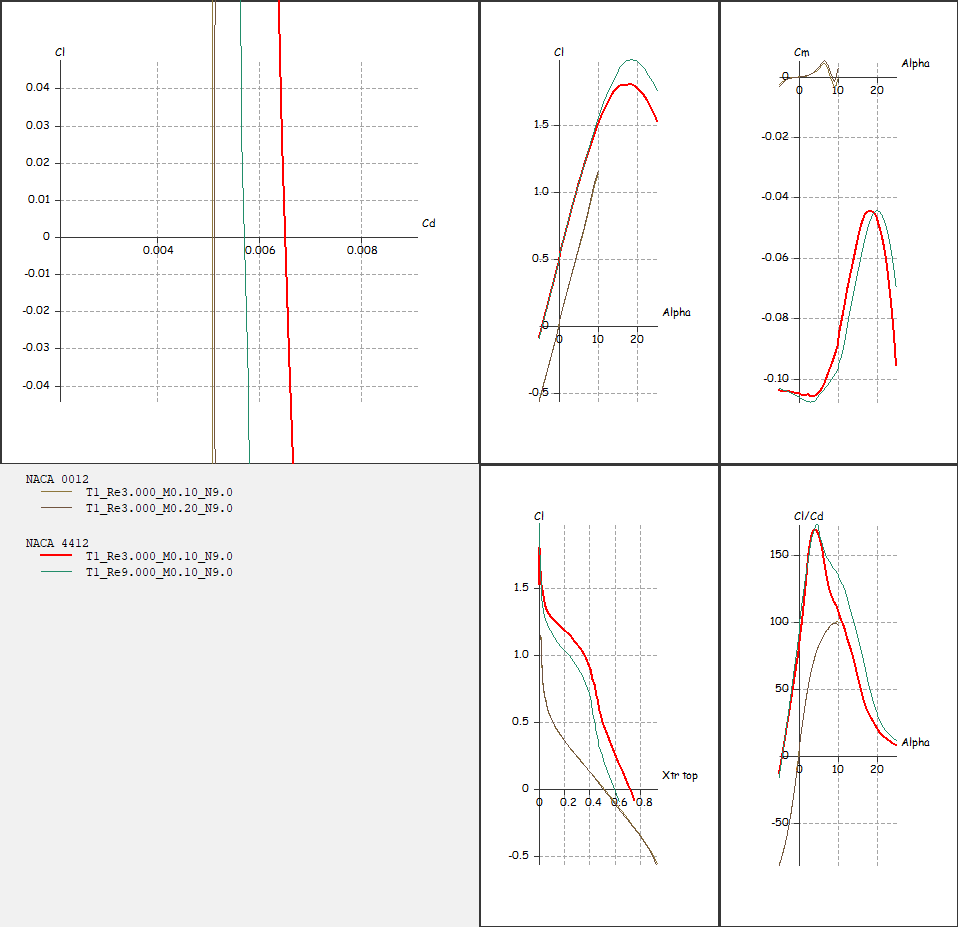 Cl
0.04
0.03
0.02
0.01
0
-0.01
-0.02
-0.03
-0.04
0.004
0.006
0.008
Cd
Cl
1.5
1.0
0.5
0
-0.5
0
10
20
Alpha
Cm
0
-0.02
-0.04
-0.06
-0.08
-0.10
0
10
20
Alpha
NACA 0012
T1_Re3.000_M0.10_N9.0
T1_Re3.000_M0.20_N9.0
NACA 4412
T1_Re3.000_M0.10_N9.0
T1_Re9.000_M0.10_N9.0
Cl
1.5
1.0
0.5
0
-0.5
0
0.2
0.4
0.6
0.8
Xtr top
Cl/Cd
150
100
50
0
-50
0
10
20
Alpha